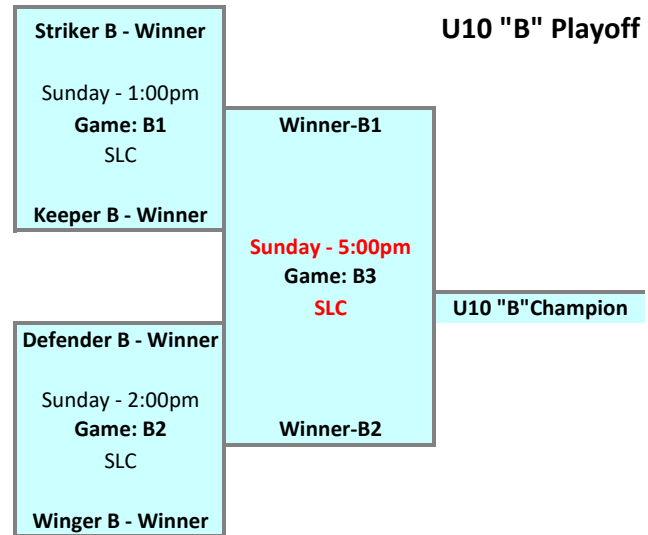 U10 "B" Playoff
Striker B - Winner
Sunday - 1:00pm
Game: B1
SLC
Keeper B - Winner
Winner-B1
Sunday - 5:00pm
Game: B3
SLC
Winner-B2
U10 "B"Champion
Defender B - Winner
Sunday - 2:00pm
Game: B2
SLC
Winger B - Winner